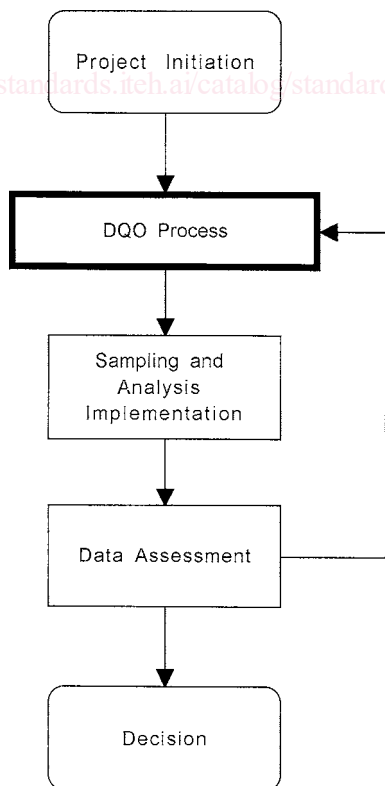 Project Initiation
standards.iteh.ai/catalog/standard
DQO Process
Sampling and
Analysis
Implementation
Data Assessment
Decision